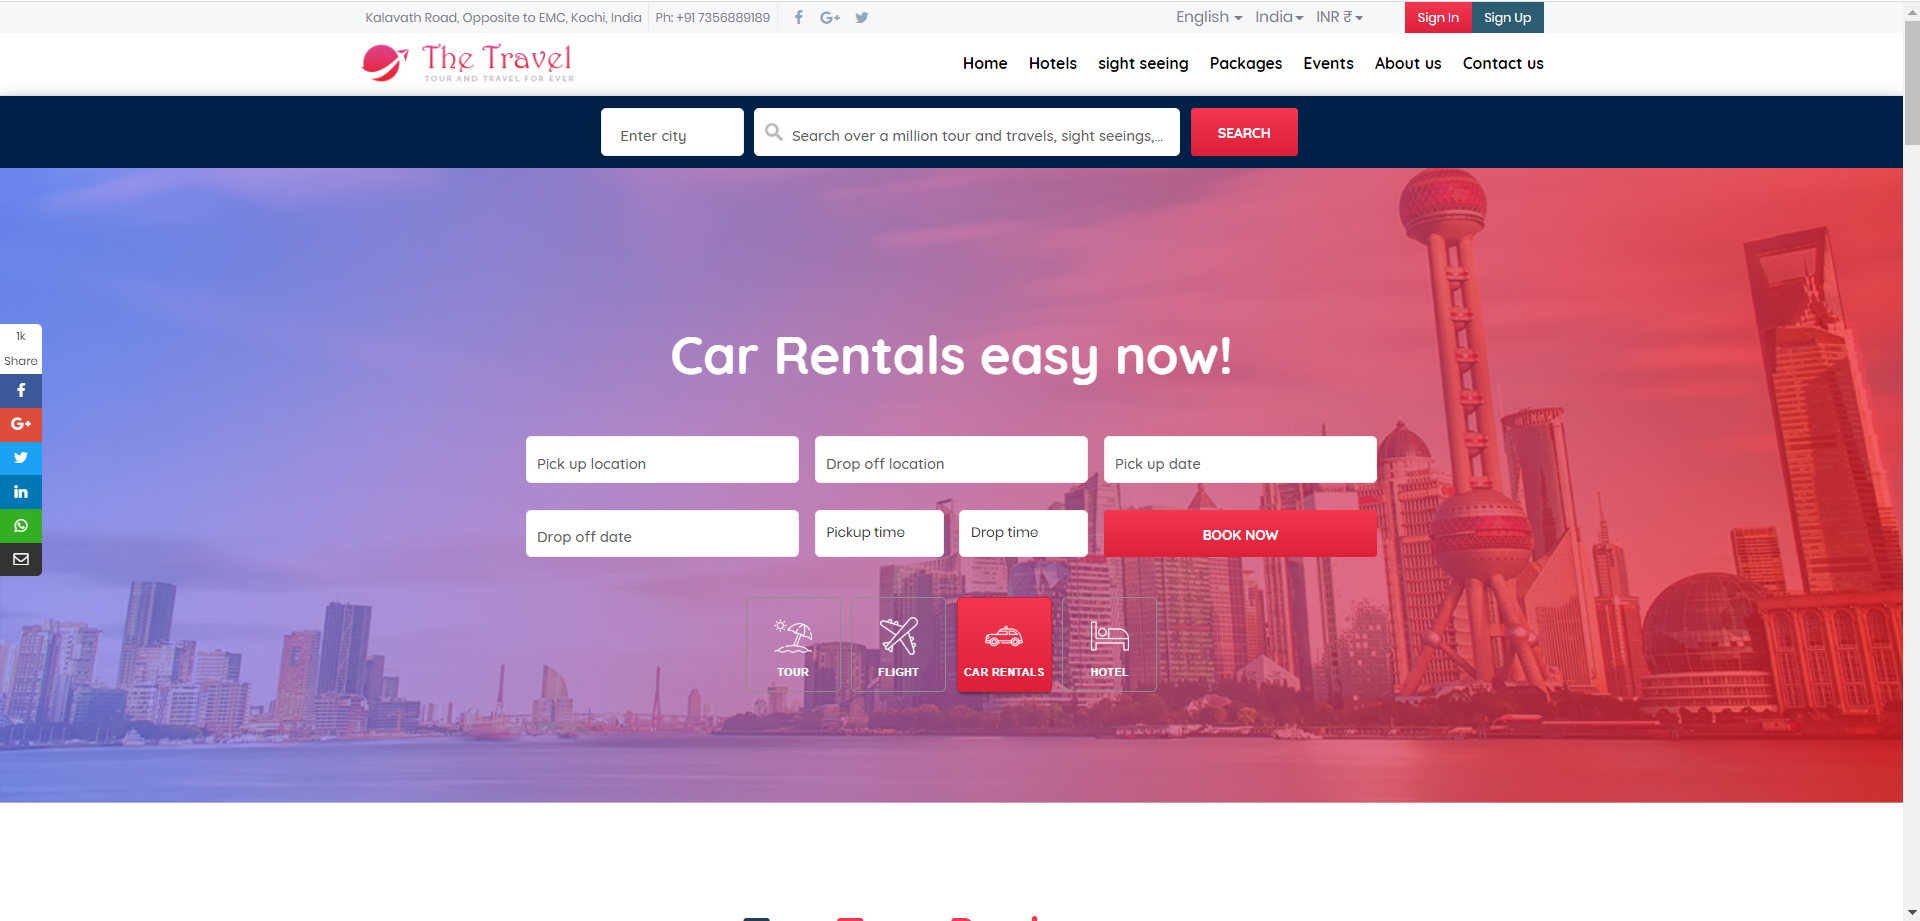 Kalavath Road, Opposite to EMC, Kochi, India Ph: +91 7356889189 English India INR ₹ Sign In Sign Up
The Travel
TOUR AND TRAVEL FOR EVER
Home Hotels sight seeing Packages Events About us Contact us
Enter city Search over a million tour and travels, sight seeings,... SEARCH
1k
Share
Car Rentals easy now!
Pick up location Drop off location Pick up date
Drop off date Pickup time Drop time BOOK NOW
TOUR FLIGHT CAR RENTALS HOTEL